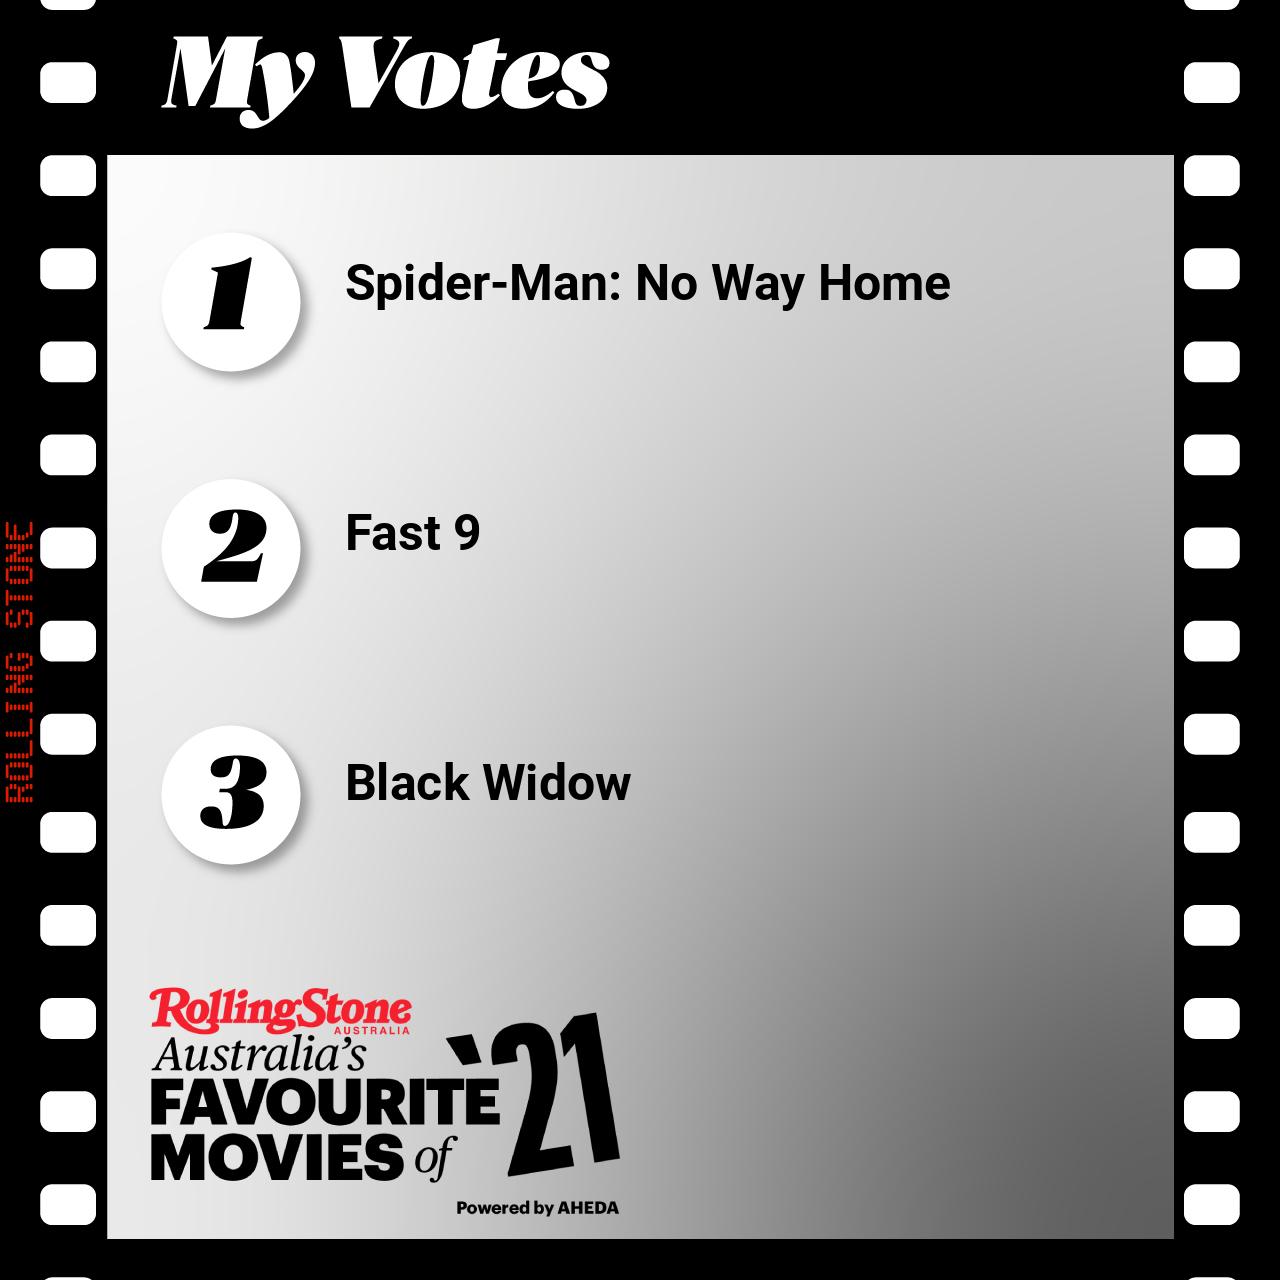 My Votes
1
Spider-Man: No Way Home
2
Fast 9
3
Black Widow
ROLLING STONE
RollingStone
AUSTRALIA
Australia's
FAVOURITE
MOVIES of
'21
Powered by AHEDA